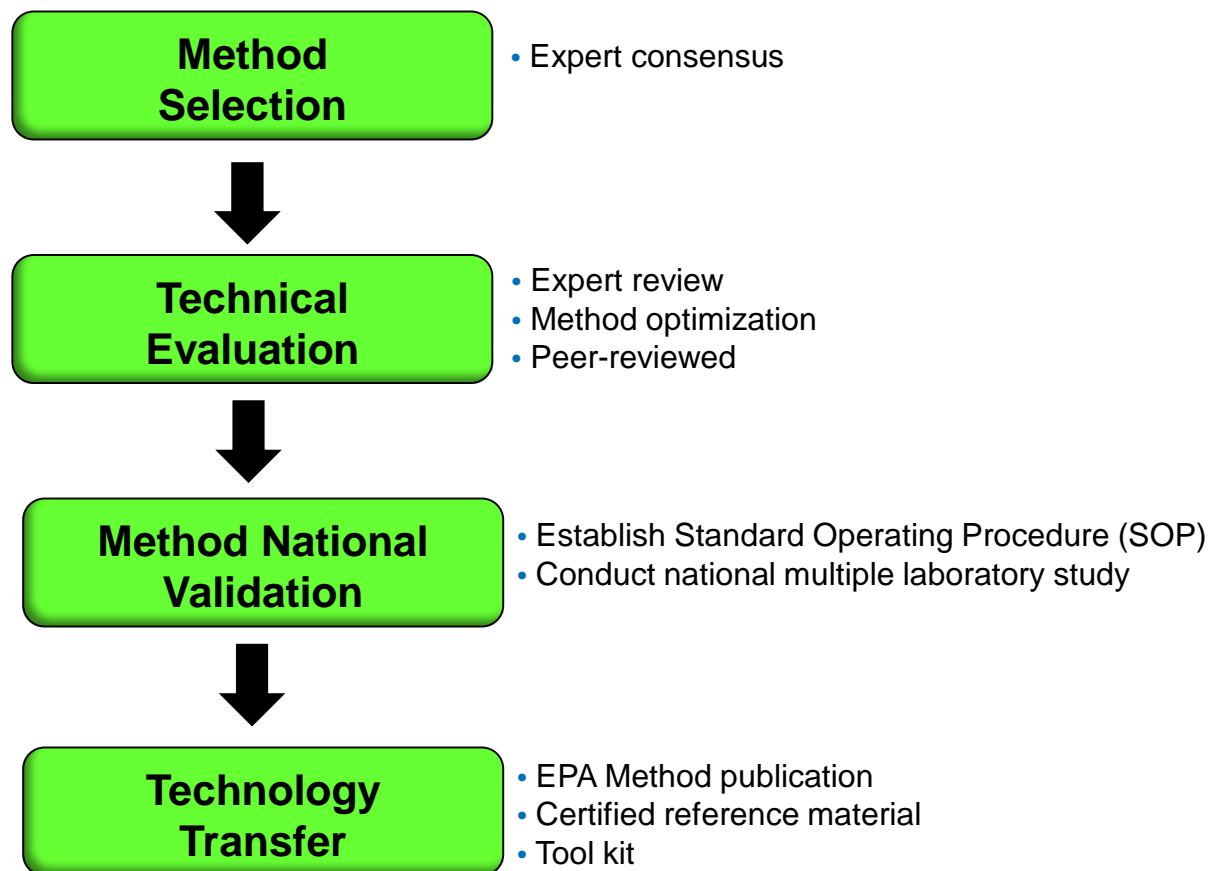 Method
Selection
• Expert consensus
Technical
Evaluation
• Expert review
• Method optimization
• Peer-reviewed
Method National
Validation
• Establish Standard Operating Procedure (SOP)
• Conduct national multiple laboratory study
Technology
Transfer
• EPA Method publication
• Certified reference material
• Tool kit